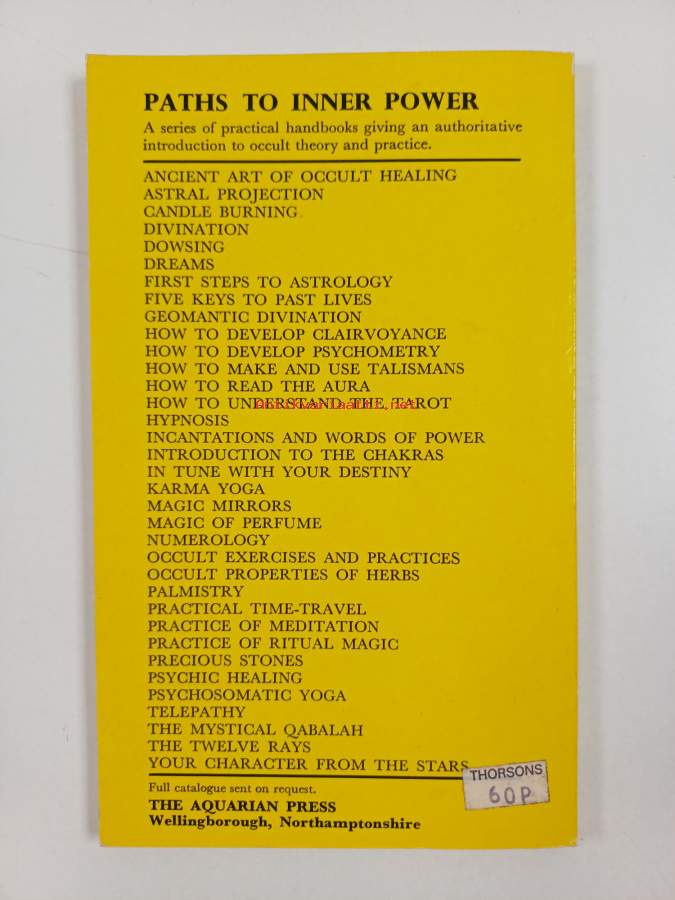 PATHS TO INNER POWER
A series of practical handbooks giving an authoritative
introduction to occult theory and practice.
ANCIENT ART OF OCCULT HEALING
ASTRAL PROJECTION
CANDLE BURNING
DIVINATION
DOWSING
DREAMS
FIRST STEPS TO ASTROLOGY
FIVE KEYS TO PAST LIVES
GEOMANTIC DIVINATION
HOW TO DEVELOP CLAIRVOYANCE
HOW TO DEVELOP PSYCHOMETRY
HOW TO MAKE AND USE TALISMANS
HOW TO READ THE AURA
HOW TO UNDERSTAND THE TAROT
HYPNOSIS
INCANTATIONS AND WORDS OF POWER
INTRODUCTION TO THE CHAKRAS
IN TUNE WITH YOUR DESTINY
KARMA YOGA
MAGIC MIRRORS
MAGIC OF PERFUME
NUMEROLOGY
OCCULT EXERCISES AND PRACTICES
OCCULT PROPERTIES OF HERBS
PALMISTRY
PRACTICAL TIME-TRAVEL
PRACTICE OF MEDITATION
PRACTICE OF RITUAL MAGIC
PRECIOUS STONES
PSYCHIC HEALING
PSYCHOSOMATIC YOGA
TELEPATHY
THE MYSTICAL QABALAH
THE TWELVE RAYS
YOUR CHARACTER FROM THE STARS
THORSONS
60P
Full catalogue sent on request.
THE AQUARIAN PRESS
Wellingborough, Northamptonshire